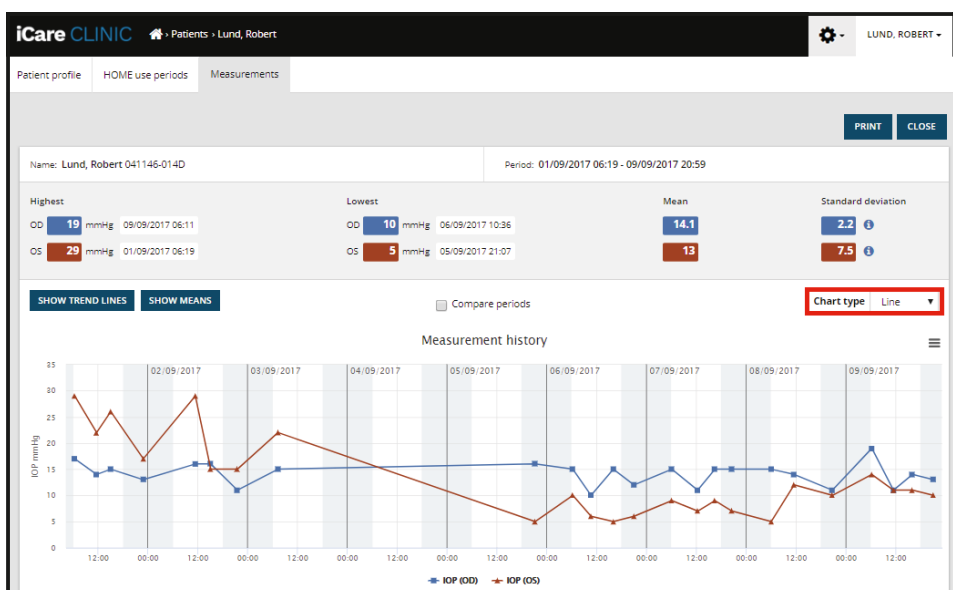 iCare CLINIC › Patients › Lund, Robert LUND, ROBERT
Patient profile HOME use periods Measurements
PRINT CLOSE
Name: Lund, Robert 041146-014D Period: 01/09/2017 06:19 - 09/09/2017 20:59
Highest Lowest Mean Standard deviation
OD 19 mmHg 09/09/2017 06:11 OD 10 mmHg 06/09/2017 10:36 14.1 2.2
OS 29 mmHg 01/09/2017 06:19 OS 5 mmHg 05/09/2017 21:07 13 7.5
SHOW TREND LINES SHOW MEANS Compare periods Chart type Line
Measurement history
35 02/09/2017 03/09/2017 04/09/2017 05/09/2017 06/09/2017 07/09/2017 08/09/2017 09/09/2017
30
25
20
IOP mmHg
15
10
5
0
12:00 00:00 12:00 00:00 12:00 00:00 12:00 00:00 12:00 00:00 12:00 00:00 12:00 00:00 12:00 00:00 12:00
IOP (OD) IOP (OS)